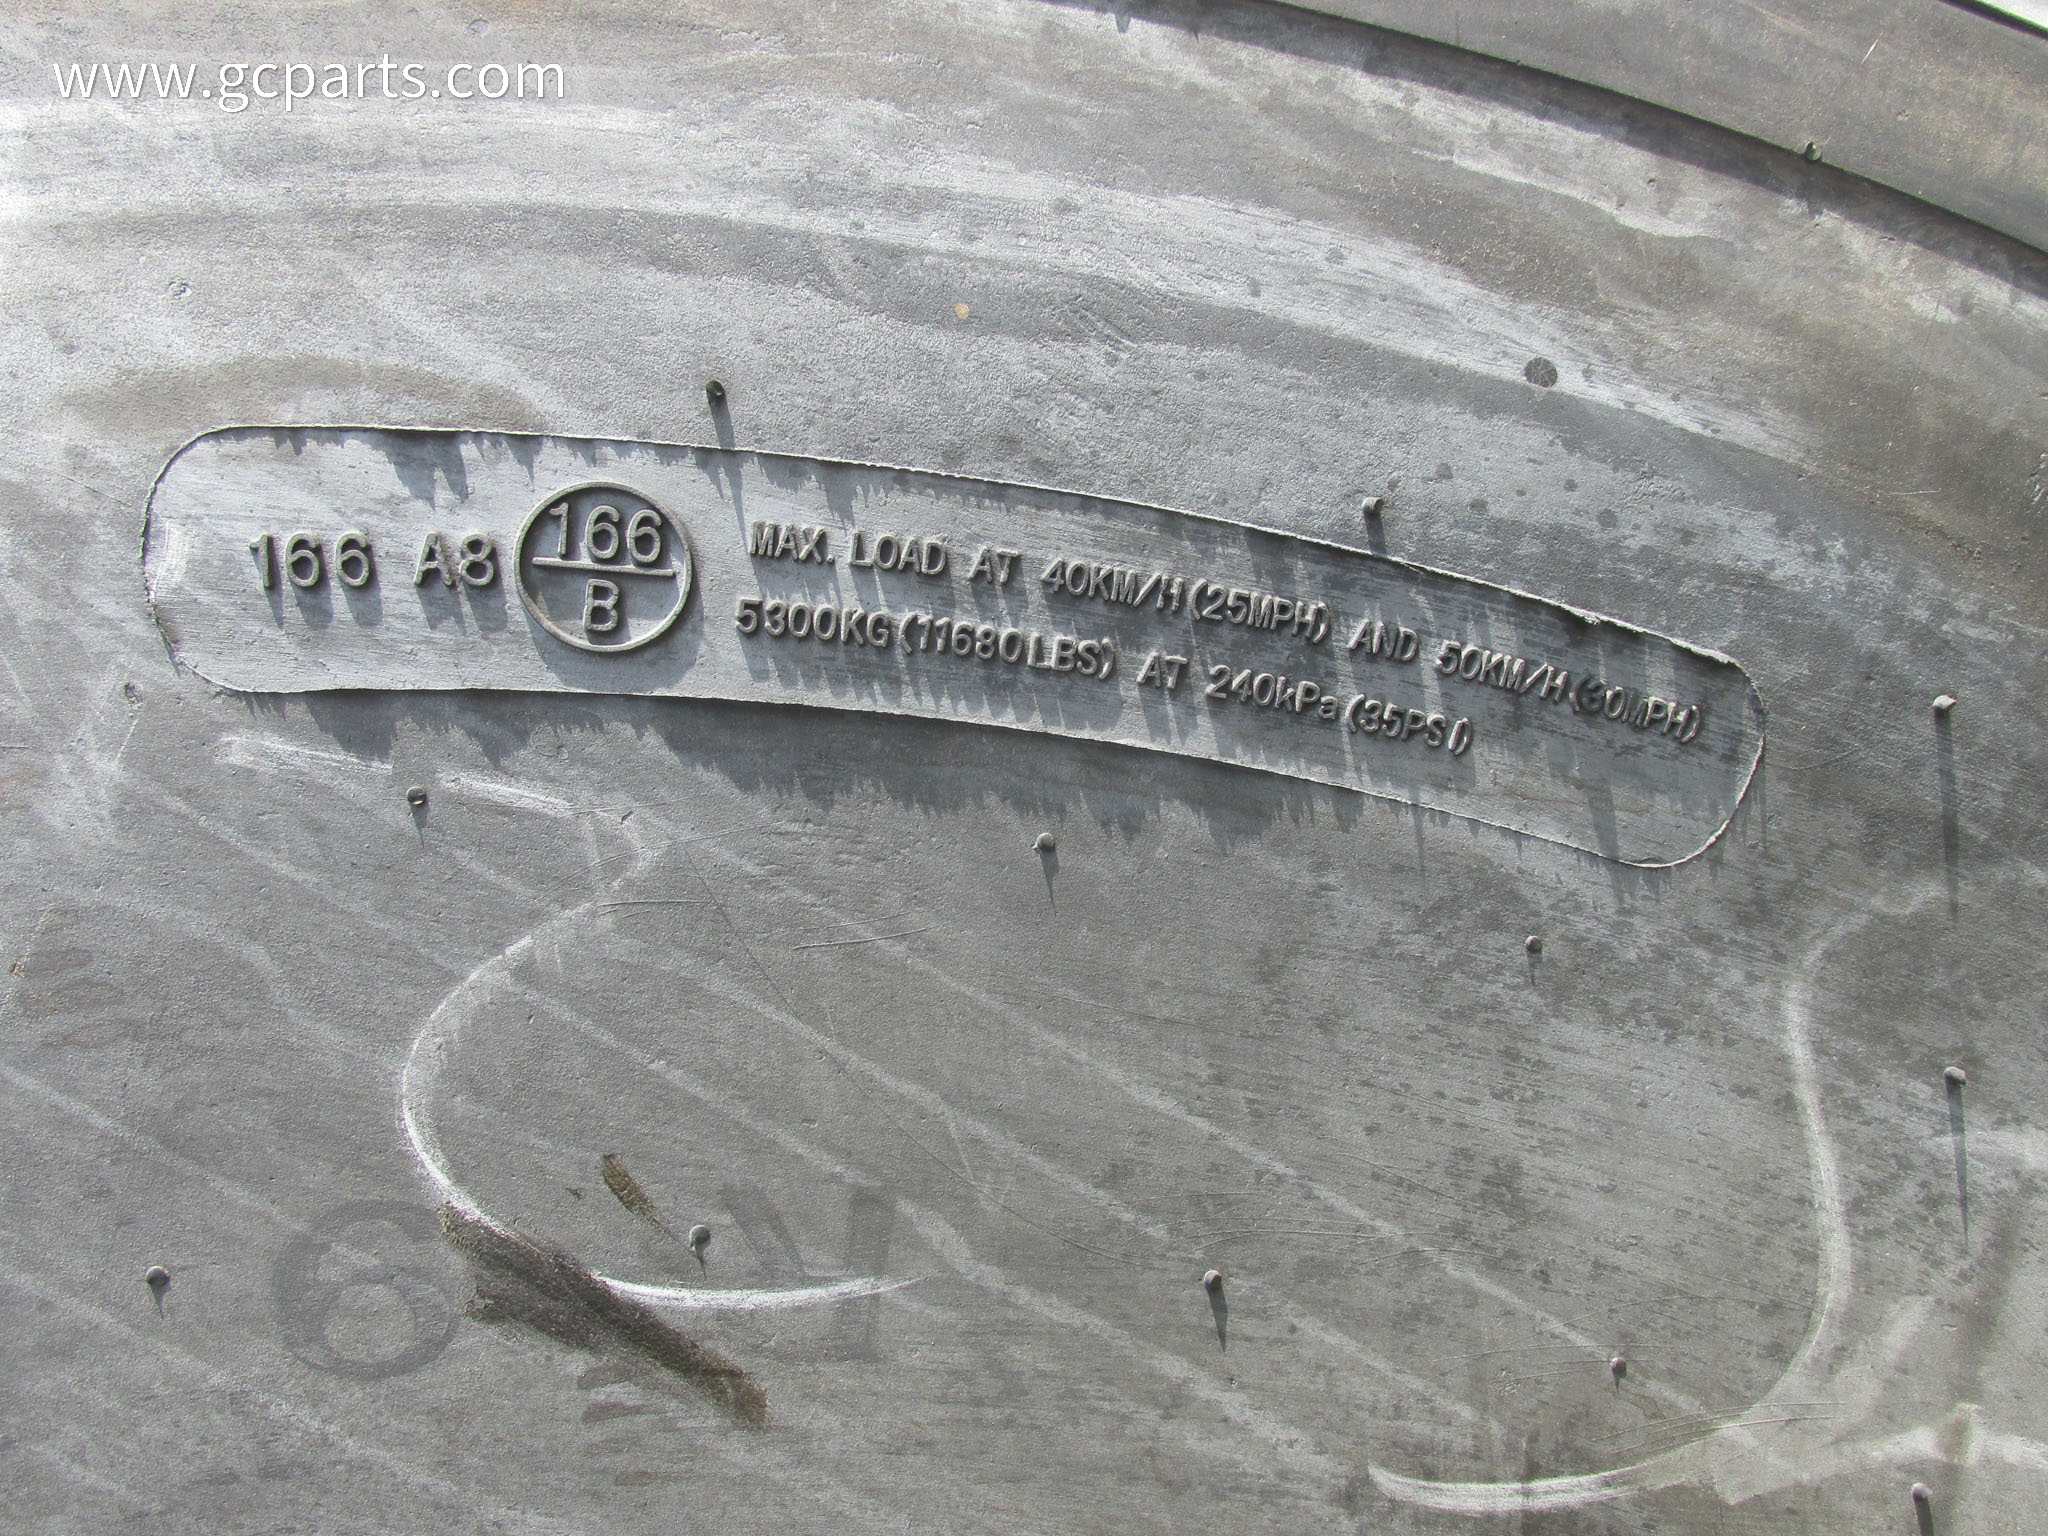 www.gcparts.com
166 A8
166
B
MAX. LOAD AT 40KM/H(25MPH) AND 50KM/H(30MPH)
5300KG(11680LBS) AT 240kPa(35PSI)